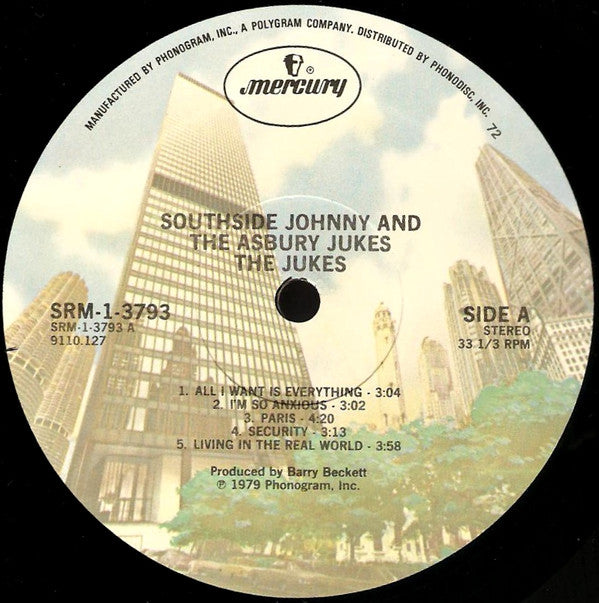 MANUFACTURED BY PHONOGRAM, INC., A POLYGRAM COMPANY. DISTRIBUTED BY PHONODISC, INC. 72
mercury
®
SOUTHSIDE JOHNNY AND
THE ASBURY JUKES
THE JUKES
SRM-1-3793
SRM-1-3793 A
9110.127
SIDE A
STEREO
33 1/3 RPM
1. ALL I WANT IS EVERYTHING - 3:04
2. I'M SO ANXIOUS - 3:02
3. PARIS - 4:20
4. SECURITY - 3:13
5. LIVING IN THE REAL WORLD - 3:58
Produced by Barry Beckett
℗ 1979 Phonogram, Inc.